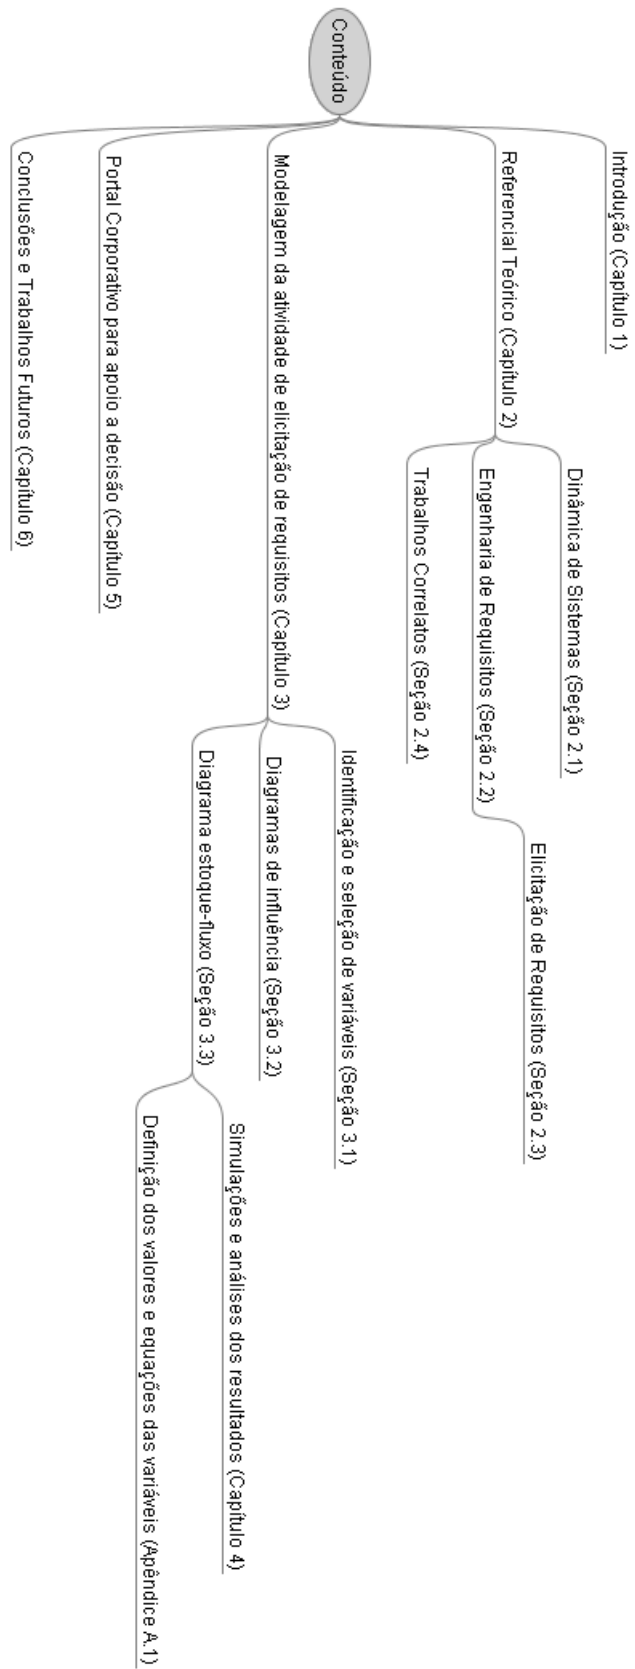 Conteúdo
Introdução (Capítulo 1)
Referencial Teórico (Capítulo 2)
Dinâmica de Sistemas (Seção 2.1)
Engenharia de Requisitos (Seção 2.2)
Elicitação de Requisitos (Seção 2.3)
Trabalhos Correlatos (Seção 2.4)
Modelagem da atividade de elicitação de requisitos (Capítulo 3)
Identificação e seleção de variáveis (Seção 3.1)
Diagramas de influência (Seção 3.2)
Diagrama estoque-fluxo (Seção 3.3)
Simulações e análises dos resultados (Capítulo 4)
Definição dos valores e equações das variáveis (Apêndice A.1)
Portal Corporativo para apoio a decisão (Capítulo 5)
Conclusões e Trabalhos Futuros (Capítulo 6)